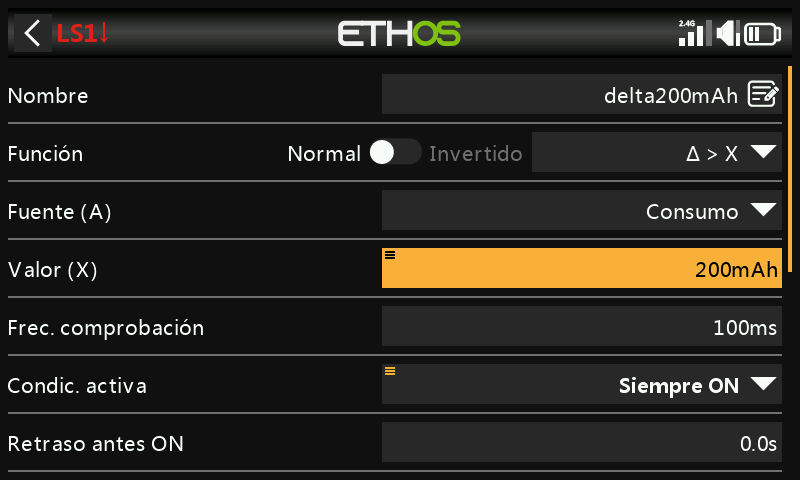 LS1↓ ETHOS 2.4G
Nombre delta200mAh
Función Normal Invertido Δ > X
Fuente (A) Consumo
Valor (X) 200mAh
Frec. comprobación 100ms
Condic. activa Siempre ON
Retraso antes ON 0.0s